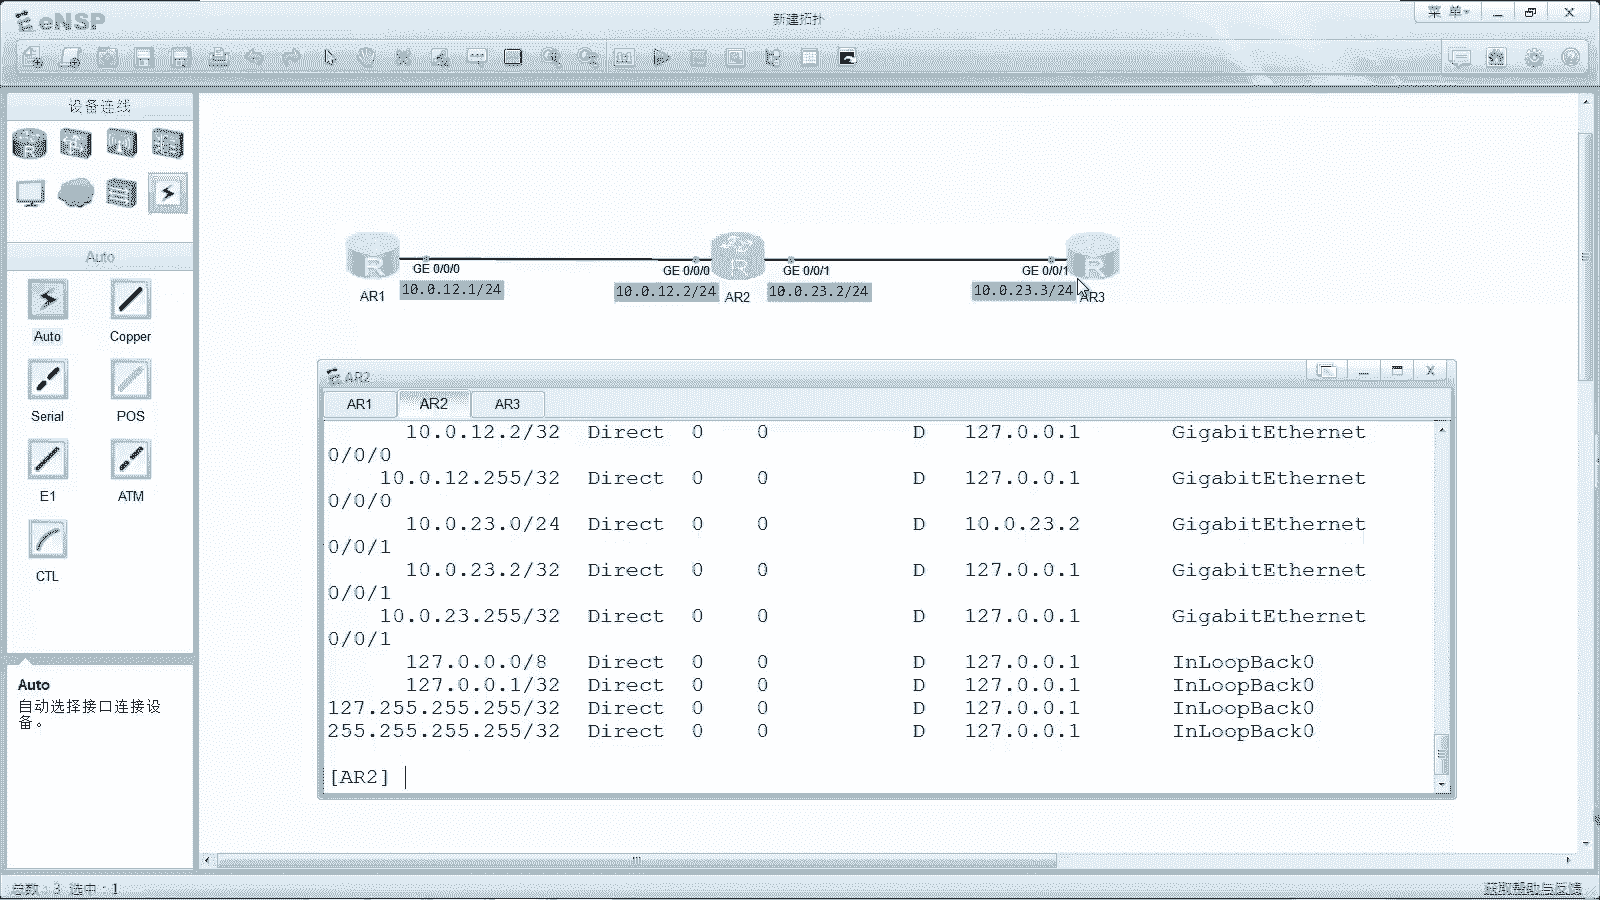 eNSP
新建拓扑
菜 单
设备连线
Auto
Auto
Copper
Serial
POS
E1
ATM
CTL
Auto
自动选择接口连接设
备。
GE 0/0/0
10.0.12.1/24
AR1
GE 0/0/0
10.0.12.2/24
AR2
GE 0/0/1
10.0.23.2/24
GE 0/0/1
10.0.23.3/24
AR3
AR2
AR1 AR2 AR3
10.0.12.2/32 Direct 0 0 D 127.0.0.1 GigabitEthernet
0/0/0
10.0.12.255/32 Direct 0 0 D 127.0.0.1 GigabitEthernet
0/0/0
10.0.23.0/24 Direct 0 0 D 10.0.23.2 GigabitEthernet
0/0/1
10.0.23.2/32 Direct 0 0 D 127.0.0.1 GigabitEthernet
0/0/1
10.0.23.255/32 Direct 0 0 D 127.0.0.1 GigabitEthernet
0/0/1
127.0.0.0/8 Direct 0 0 D 127.0.0.1 InLoopBack0
127.0.0.1/32 Direct 0 0 D 127.0.0.1 InLoopBack0
127.255.255.255/32 Direct 0 0 D 127.0.0.1 InLoopBack0
255.255.255.255/32 Direct 0 0 D 127.0.0.1 InLoopBack0
[AR2]
总数：3 选中：1
获取帮助与反馈